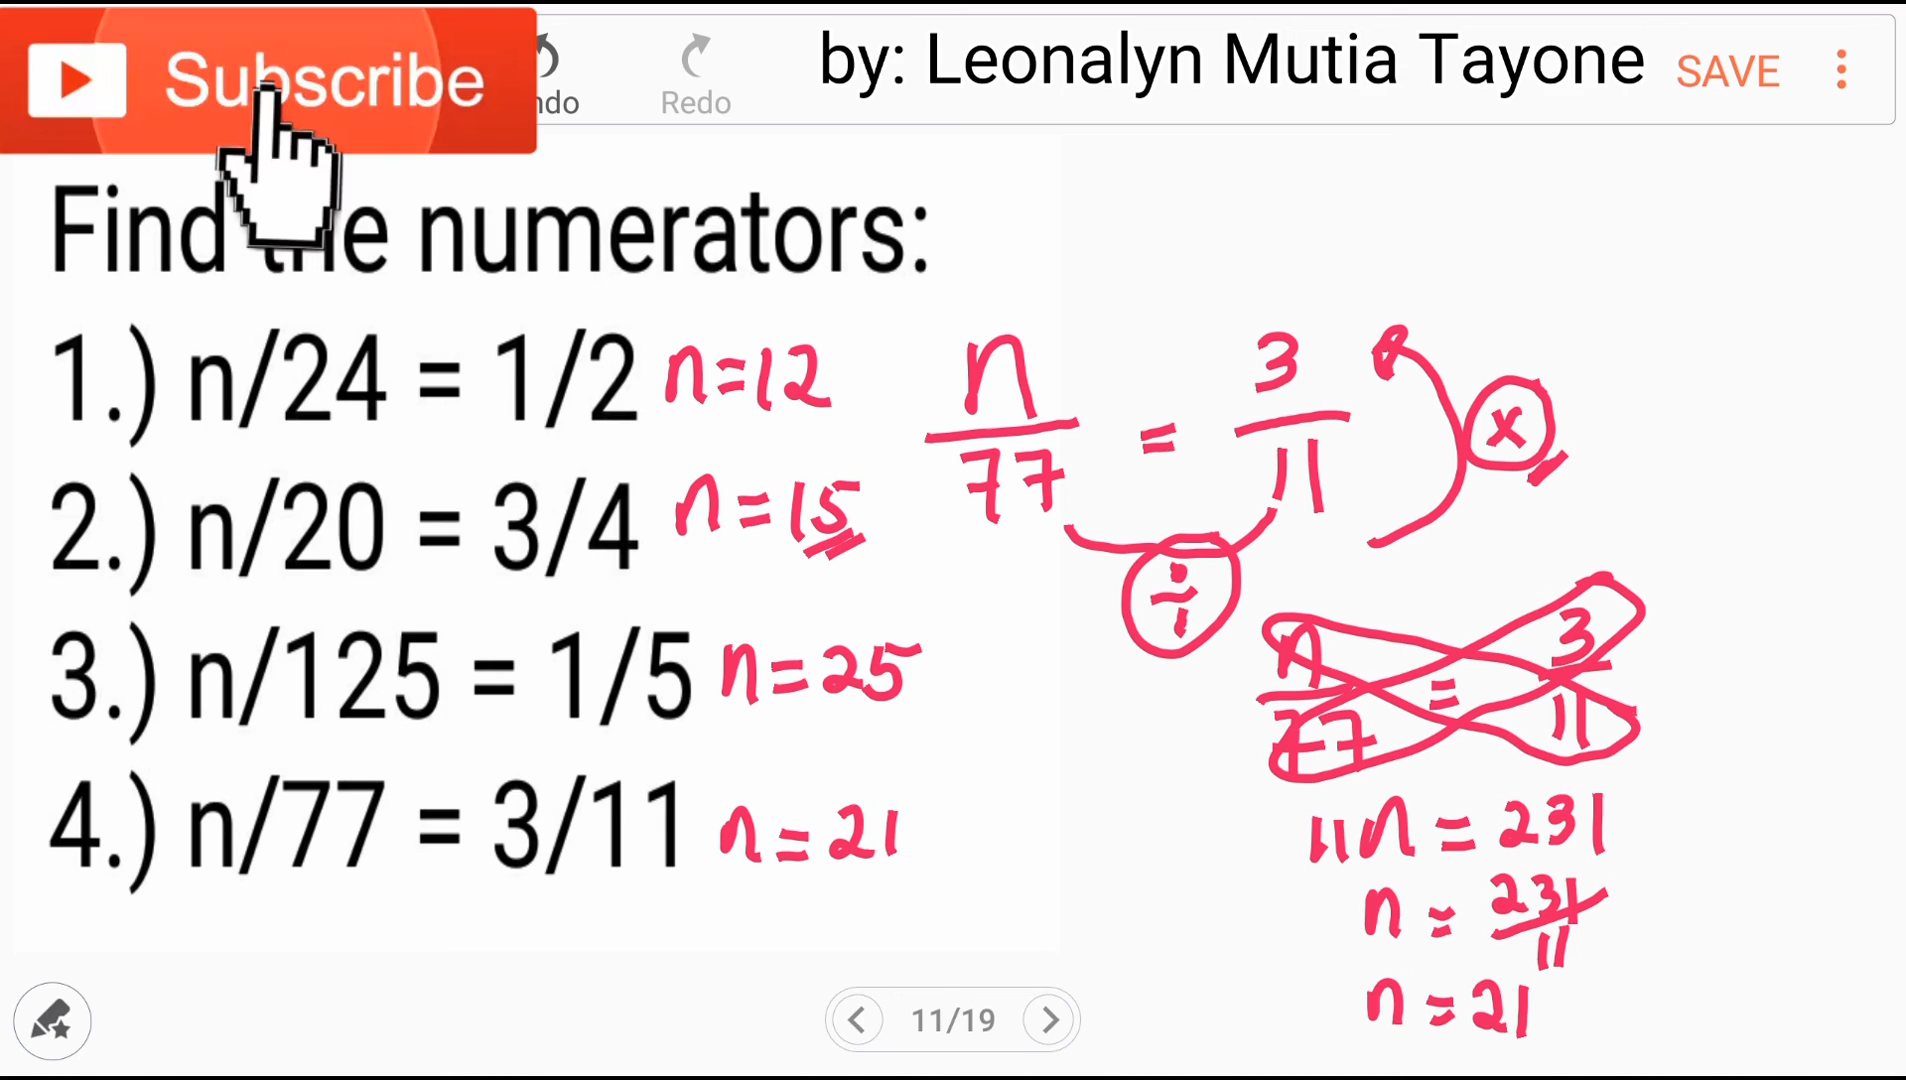 Subscribe
ndo
Redo
by: Leonalyn Mutia Tayone
SAVE
Find the numerators:
1.) n/24 = 1/2 n=12
2.) n/20 = 3/4 n=15
3.) n/125 = 1/5 n=25
4.) n/77 = 3/11 n=21
n/77 = 3/11
×
÷
n/77 = 3/11
11n = 231
n = 231/11
n = 21
11/19